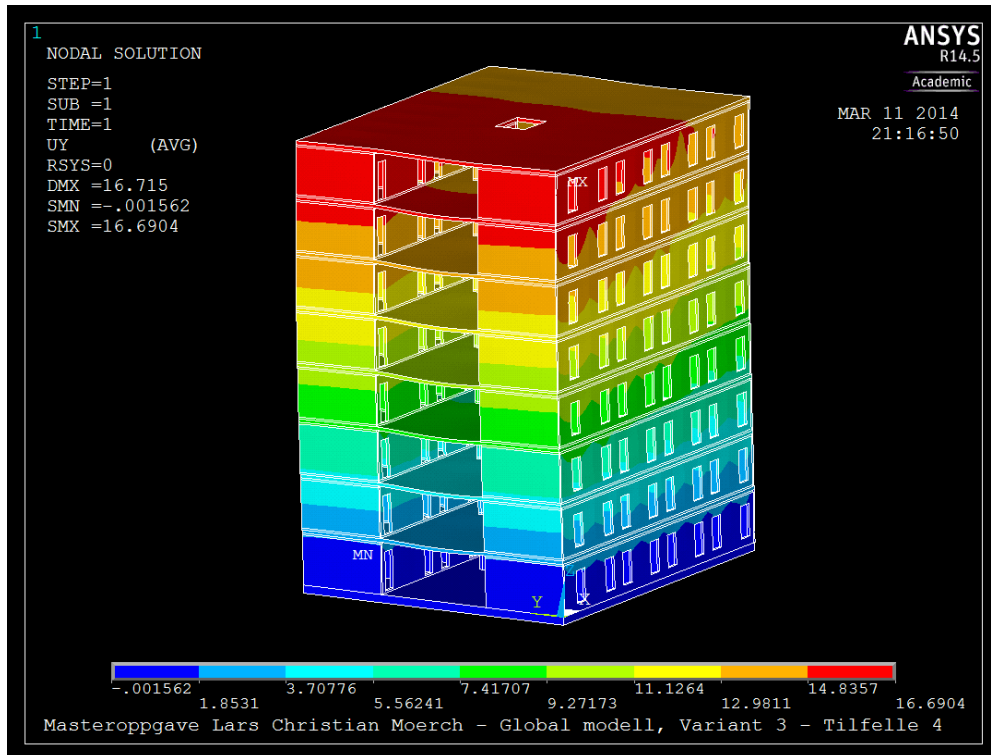 1
NODAL SOLUTION
STEP=1
SUB =1
TIME=1
UY (AVG)
RSYS=0
DMX =16.715
SMN =-.001562
SMX =16.6904
ANSYS
R14.5
Academic
MAR 11 2014
21:16:50
MX
MN
Y X
-.001562 3.70776 7.41707 11.1264 14.8357
1.8531 5.56241 9.27173 12.9811 16.6904
Masteroppgave Lars Christian Moerch - Global modell, Variant 3 - Tilfelle 4